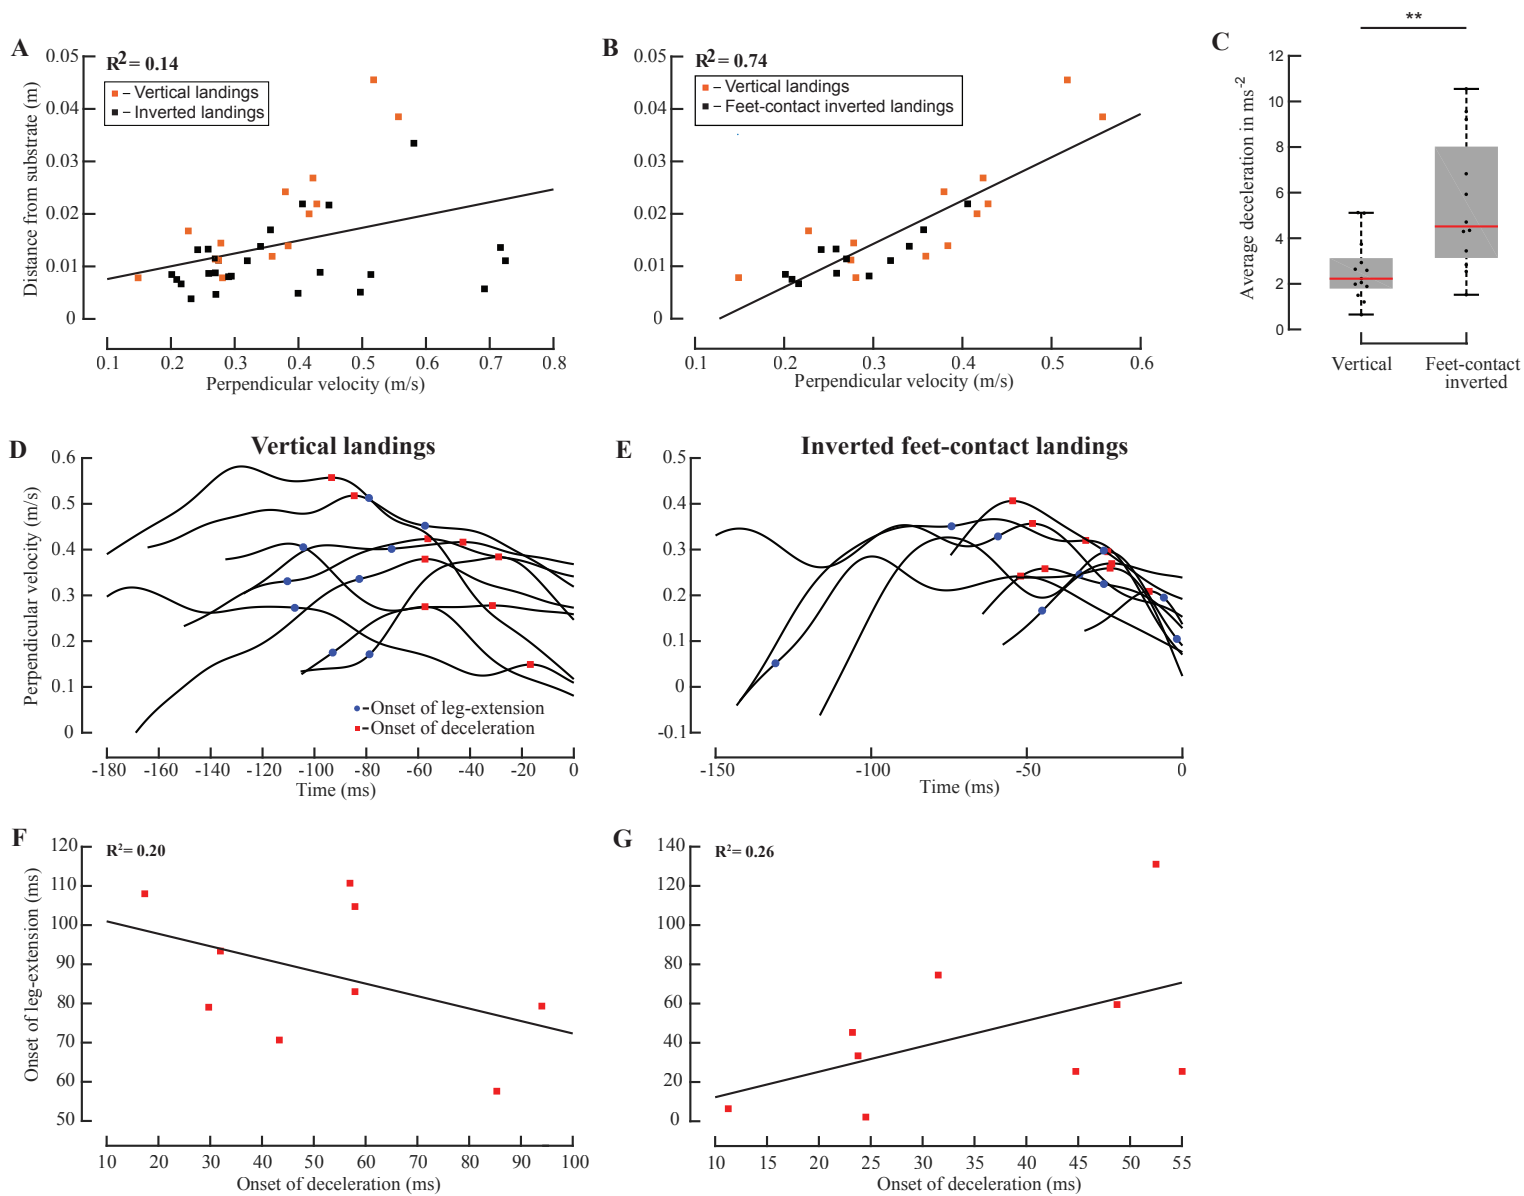 A
R² = 0.14
– Vertical landings
– Inverted landings
Distance from substrate (m)
0.05
0.04
0.03
0.02
0.01
0
0.1 0.2 0.3 0.4 0.5 0.6 0.7 0.8
Perpendicular velocity (m/s)
B
R² = 0.74
– Vertical landings
– Feet-contact inverted landings
0.05
0.04
0.03
0.02
0.01
0
0.1 0.2 0.3 0.4 0.5 0.6
Perpendicular velocity (m/s)
C
**
Average deceleration in ms⁻²
12
10
8
6
4
2
0
Vertical
Feet-contact
inverted
D
Vertical landings
Perpendicular velocity (m/s)
0.6
0.5
0.4
0.3
0.2
0.1
0
-Onset of leg-extension
-Onset of deceleration
-180 -160 -140 -120 -100 -80 -60 -40 -20 0
Time (ms)
E
Inverted feet-contact landings
0.5
0.4
0.3
0.2
0.1
0
-0.1
-150 -100 -50 0
Time (ms)
F
R²= 0.20
Onset of leg-extension (ms)
120
110
100
90
80
70
60
50
10 20 30 40 50 60 70 80 90 100
Onset of deceleration (ms)
G
R²= 0.26
140
120
100
80
60
40
20
0
10 15 20 25 30 35 40 45 50 55
Onset of deceleration (ms)